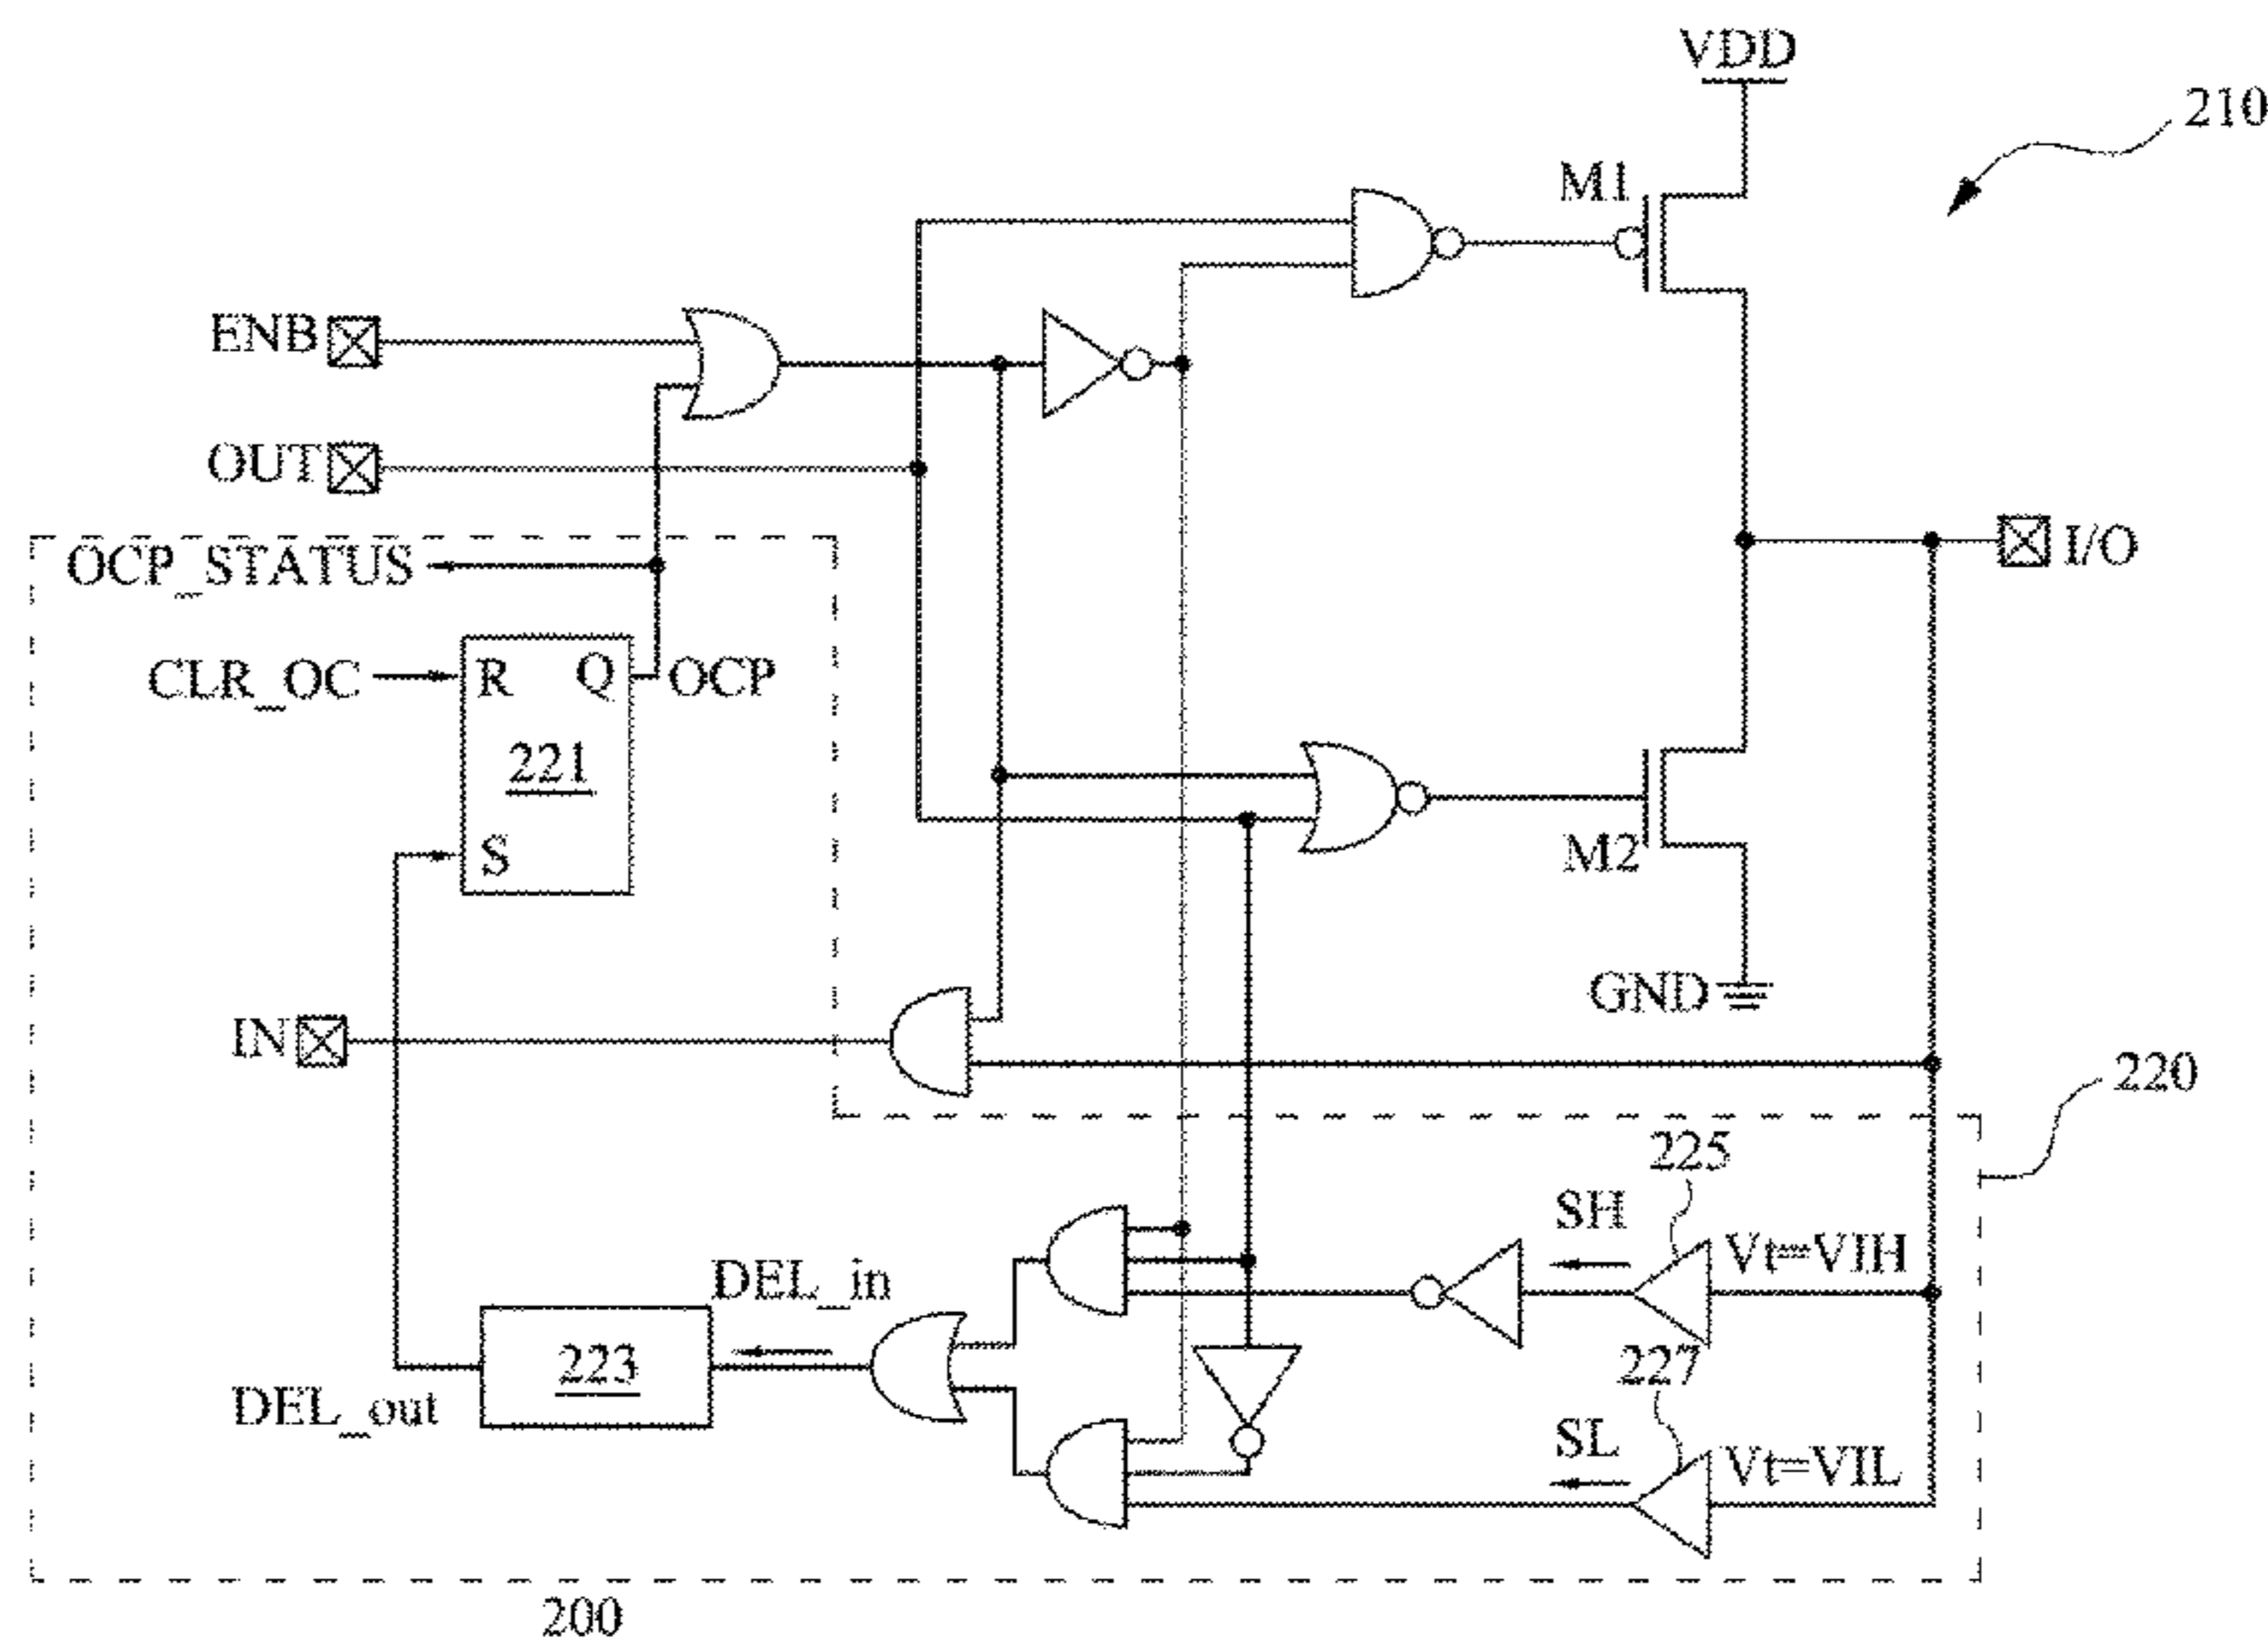 VDD
210
M1
ENB
OUT
OCP_STATUS
I/O
CLR_OC
R
Q
OCP
221
S
M2
GND
IN
220
225
SH
Vt=VIH
DEL_in
223
227
DEL_out
SL
Vt=VIL
200